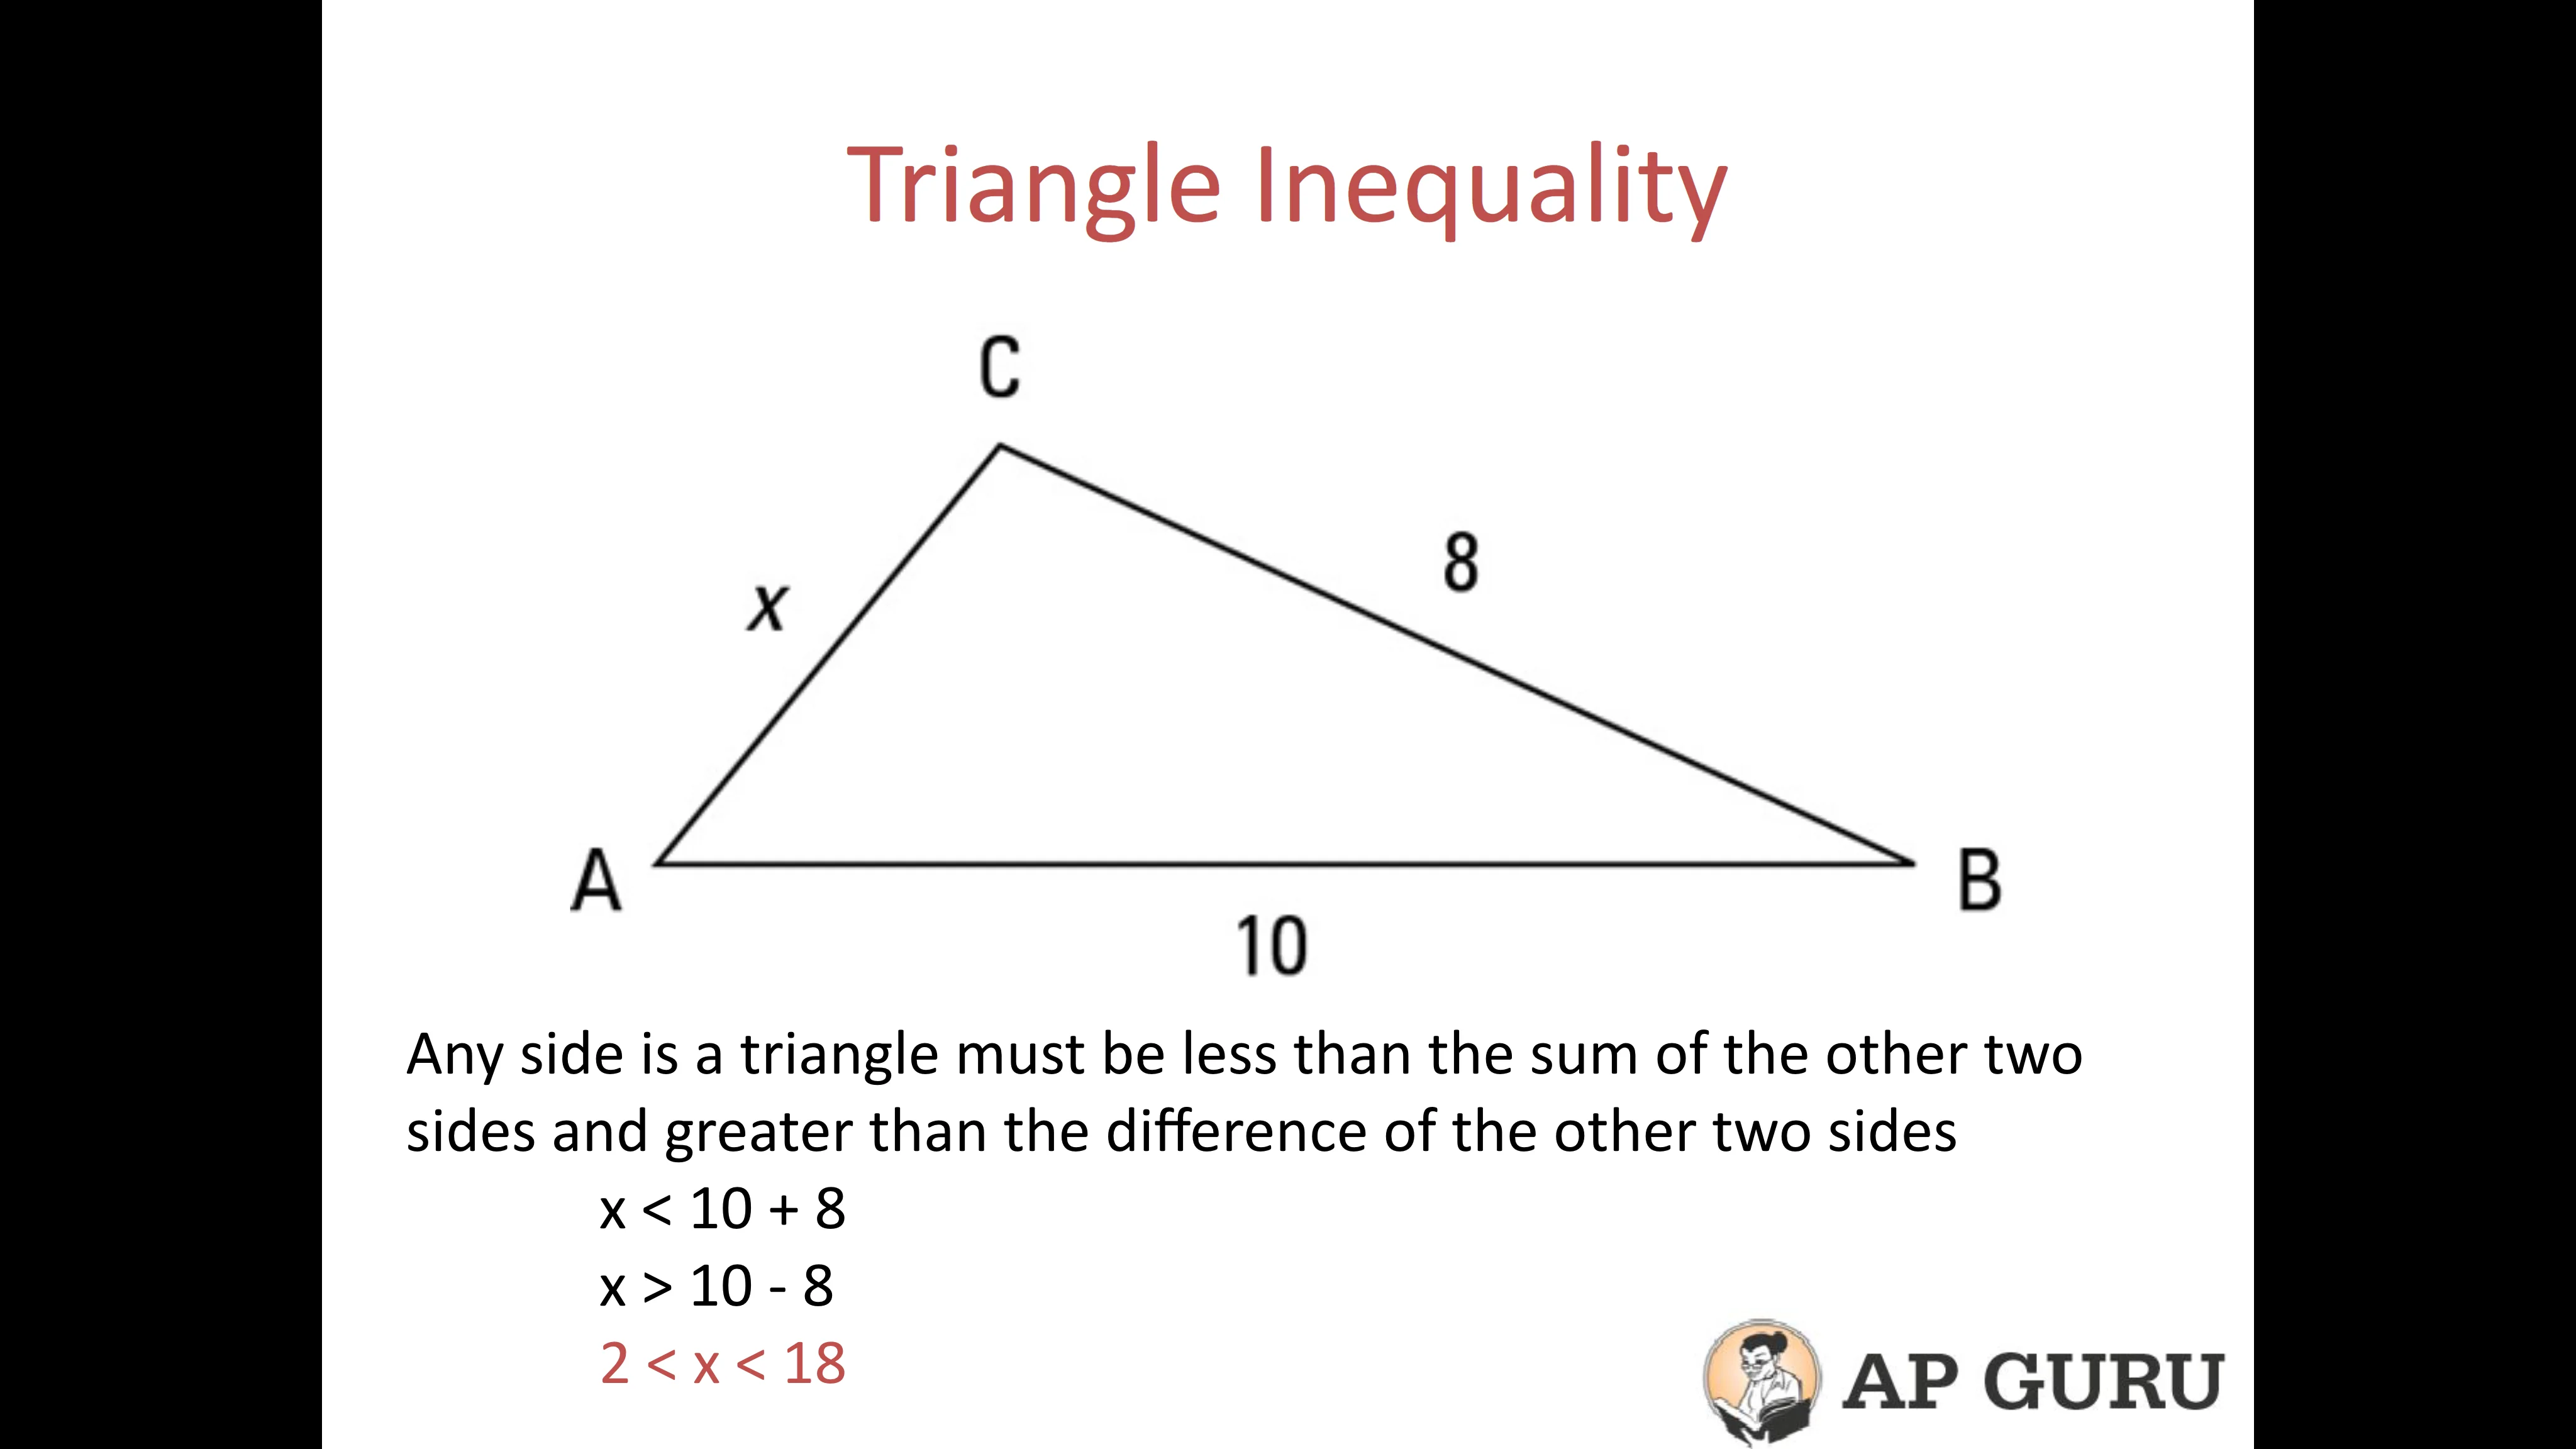 Triangle Inequality
C
x
8
A
B
10
Any side is a triangle must be less than the sum of the other two
sides and greater than the difference of the other two sides
x < 10 + 8
x > 10 - 8
2 < x < 18
AP GURU